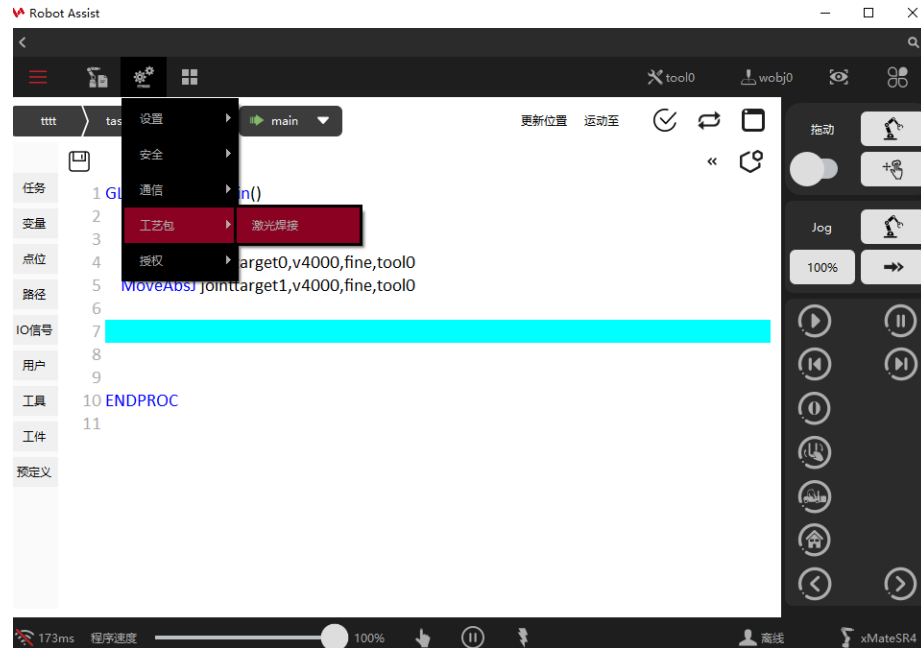 Robot Assist
tool0
wobj0
tttt
tas
main
更新位置
运动至
拖动
设置
安全
通信
工艺包
激光焊接
授权
任务
变量
点位
路径
IO信号
用户
工具
工件
预定义
1 GL in()
2
3
4 arget0,v4000,fine,tool0
5 MoveAbsJ jointtarget1,v4000,fine,tool0
6
7
8
9
10 ENDPROC
11
Jog
100%
173ms
程序速度
100%
离线
xMateSR4